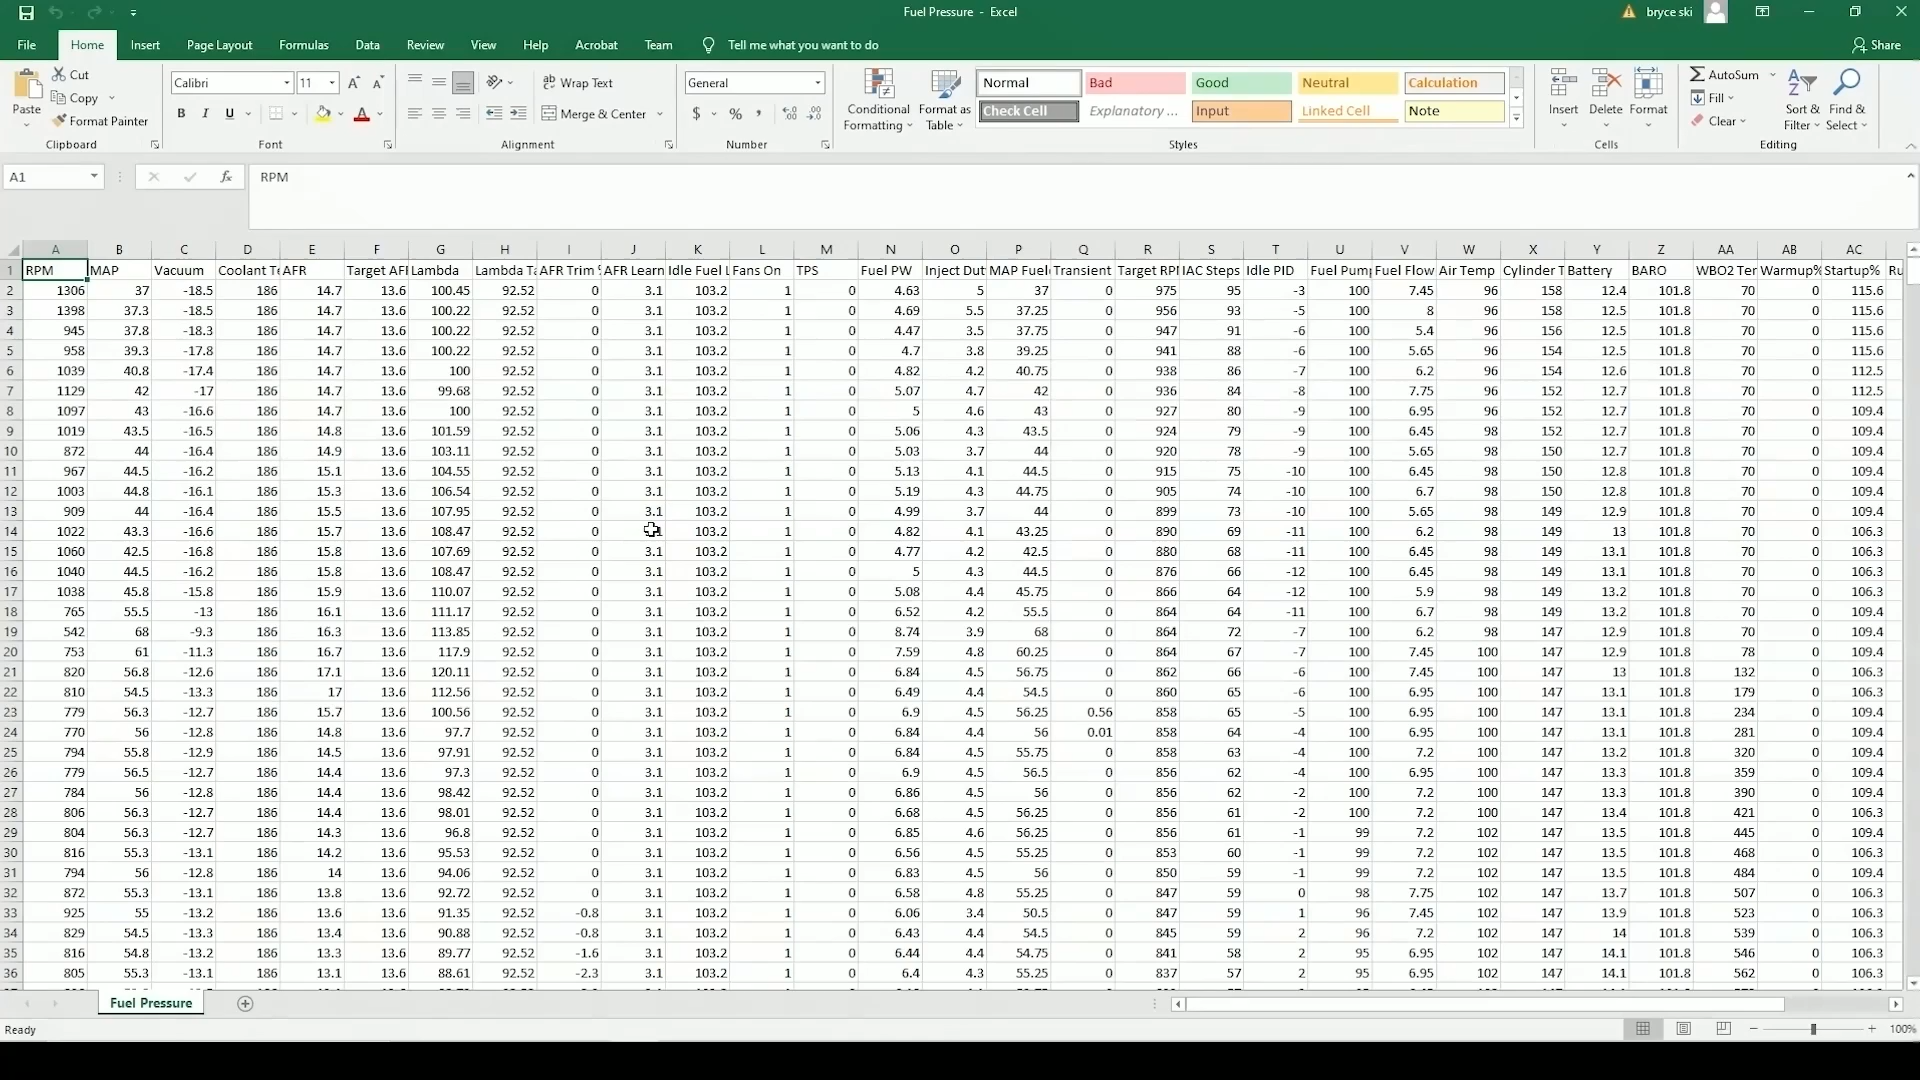 Fuel Pressure - Excel
bryce ski
File Home Insert Page Layout Formulas Data Review View Help Acrobat Team Tell me what you want to do Share
Paste
Cut
Copy
Format Painter
Clipboard
Calibri 11
B I U
Font
Wrap Text
Merge & Center
Alignment
General
$ % ,
Number
Conditional Formatting
Format as Table
Normal Bad Good Neutral Calculation
Check Cell Explanatory ... Input Linked Cell Note
Styles
Insert Delete Format
Cells
AutoSum
Fill
Clear
Sort & Filter
Find & Select
Editing
A1 fx RPM
A B C D E F G H I J K L M N O P Q R S T U V W X Y Z AA AB AC
1 RPM MAP Vacuum Coolant Te AFR Target AFI Lambda Lambda Ta AFR Trim % AFR Learn Idle Fuel L Fans On TPS Fuel PW Inject Dut MAP Fuel Transient Target RPI IAC Steps Idle PID Fuel Pump Fuel Flow Air Temp Cylinder T Battery BARO WBO2 Ter Warmup% Startup% Ru
2 1306 37 -18.5 186 14.7 13.6 100.45 92.52 0 3.1 103.2 1 0 4.63 5 37 0 975 95 -3 100 7.45 96 158 12.4 101.8 70 0 115.6
3 1398 37.3 -18.5 186 14.7 13.6 100.22 92.52 0 3.1 103.2 1 0 4.69 5.5 37.25 0 956 93 -5 100 8 96 158 12.5 101.8 70 0 115.6
4 945 37.8 -18.3 186 14.7 13.6 100.22 92.52 0 3.1 103.2 1 0 4.47 3.5 37.75 0 947 91 -6 100 5.4 96 156 12.5 101.8 70 0 115.6
5 958 39.3 -17.8 186 14.7 13.6 100.22 92.52 0 3.1 103.2 1 0 4.7 3.8 39.25 0 941 88 -6 100 5.65 96 154 12.5 101.8 70 0 115.6
6 1039 40.8 -17.4 186 14.7 13.6 100 92.52 0 3.1 103.2 1 0 4.82 4.2 40.75 0 938 86 -7 100 6.2 96 154 12.6 101.8 70 0 112.5
7 1129 42 -17 186 14.7 13.6 99.68 92.52 0 3.1 103.2 1 0 5.07 4.7 42 0 936 84 -8 100 7.75 96 152 12.7 101.8 70 0 112.5
8 1097 43 -16.6 186 14.7 13.6 100 92.52 0 3.1 103.2 1 0 5 4.6 43 0 927 80 -9 100 6.95 96 152 12.7 101.8 70 0 109.4
9 1019 43.5 -16.5 186 14.8 13.6 101.59 92.52 0 3.1 103.2 1 0 5.06 4.3 43.5 0 924 79 -9 100 6.45 98 152 12.7 101.8 70 0 109.4
10 872 44 -16.4 186 14.9 13.6 103.11 92.52 0 3.1 103.2 1 0 5.03 3.7 44 0 920 78 -9 100 5.65 98 150 12.7 101.8 70 0 109.4
11 967 44.5 -16.2 186 15.1 13.6 104.55 92.52 0 3.1 103.2 1 0 5.13 4.1 44.5 0 915 75 -10 100 6.45 98 150 12.8 101.8 70 0 109.4
12 1003 44.8 -16.1 186 15.3 13.6 106.54 92.52 0 3.1 103.2 1 0 5.19 4.3 44.75 0 905 74 -10 100 6.7 98 150 12.8 101.8 70 0 109.4
13 909 44 -16.4 186 15.5 13.6 107.95 92.52 0 3.1 103.2 1 0 4.99 3.7 44 0 899 73 -10 100 5.65 98 149 12.9 101.8 70 0 109.4
14 1022 43.3 -16.6 186 15.7 13.6 108.47 92.52 0 103.2 1 0 4.82 4.1 43.25 0 890 69 -11 100 6.2 98 149 13 101.8 70 0 106.3
15 1060 42.5 -16.8 186 15.8 13.6 107.69 92.52 0 3.1 103.2 1 0 4.77 4.2 42.5 0 880 68 -11 100 6.45 98 149 13.1 101.8 70 0 106.3
16 1040 44.5 -16.2 186 15.8 13.6 108.47 92.52 0 3.1 103.2 1 0 5 4.3 44.5 0 876 66 -12 100 6.45 98 149 13.1 101.8 70 0 106.3
17 1038 45.8 -15.8 186 15.9 13.6 110.07 92.52 0 3.1 103.2 1 0 5.08 4.4 45.75 0 866 64 -12 100 5.9 98 149 13.2 101.8 70 0 106.3
18 765 55.5 -13 186 16.1 13.6 111.17 92.52 0 3.1 103.2 1 0 6.52 4.2 55.5 0 864 64 -11 100 6.7 98 149 13.2 101.8 70 0 109.4
19 542 68 -9.3 186 16.3 13.6 113.85 92.52 0 3.1 103.2 1 0 8.74 3.9 68 0 864 72 -7 100 6.2 98 147 12.9 101.8 70 0 109.4
20 753 61 -11.3 186 16.7 13.6 117.9 92.52 0 3.1 103.2 1 0 7.59 4.8 60.25 0 864 67 -7 100 7.45 100 147 12.9 101.8 78 0 109.4
21 820 56.8 -12.6 186 17.1 13.6 120.11 92.52 0 3.1 103.2 1 0 6.84 4.5 56.75 0 862 66 -6 100 7.45 100 147 13 101.8 132 0 106.3
22 810 54.5 -13.3 186 17 13.6 112.56 92.52 0 3.1 103.2 1 0 6.49 4.4 54.5 0 860 65 -6 100 6.95 100 147 13.1 101.8 179 0 106.3
23 779 56.3 -12.7 186 15.7 13.6 100.56 92.52 0 3.1 103.2 1 0 6.9 4.5 56.25 0.56 858 65 -5 100 6.95 100 147 13.1 101.8 234 0 109.4
24 770 56 -12.8 186 14.8 13.6 97.7 92.52 0 3.1 103.2 1 0 6.84 4.4 56 0.01 858 64 -4 100 6.95 100 147 13.1 101.8 281 0 109.4
25 794 55.8 -12.9 186 14.5 13.6 97.91 92.52 0 3.1 103.2 1 0 6.84 4.5 55.75 0 858 63 -4 100 7.2 100 147 13.2 101.8 320 0 109.4
26 779 56.5 -12.7 186 14.4 13.6 97.3 92.52 0 3.1 103.2 1 0 6.9 4.5 56.5 0 856 62 -4 100 6.95 100 147 13.3 101.8 359 0 109.4
27 784 56 -12.8 186 14.4 13.6 98.42 92.52 0 3.1 103.2 1 0 6.86 4.5 56 0 856 62 -2 100 7.2 100 147 13.3 101.8 390 0 109.4
28 806 56.3 -12.7 186 14.4 13.6 98.01 92.52 0 3.1 103.2 1 0 6.68 4.5 56.25 0 856 61 -2 100 7.2 100 147 13.4 101.8 421 0 109.4
29 804 56.3 -12.7 186 14.3 13.6 96.8 92.52 0 3.1 103.2 1 0 6.85 4.6 56.25 0 856 61 -1 99 7.2 102 147 13.5 101.8 445 0 109.4
30 816 55.3 -13.1 186 14.2 13.6 95.53 92.52 0 3.1 103.2 1 0 6.56 4.5 55.25 0 853 60 -1 99 7.2 102 147 13.5 101.8 468 0 106.3
31 794 56 -12.8 186 14 13.6 94.06 92.52 0 3.1 103.2 1 0 6.83 4.5 56 0 850 59 -1 99 7.2 102 147 13.5 101.8 484 0 106.3
32 872 55.3 -13.1 186 13.8 13.6 92.72 92.52 0 3.1 103.2 1 0 6.58 4.8 55.25 0 847 59 0 98 7.75 102 147 13.7 101.8 507 0 106.3
33 925 55 -13.2 186 13.6 13.6 91.35 92.52 -0.8 3.1 103.2 1 0 6.06 3.4 50.5 0 847 59 1 96 7.45 102 147 13.9 101.8 523 0 106.3
34 829 54.5 -13.3 186 13.4 13.6 90.88 92.52 -0.8 3.1 103.2 1 0 6.43 4.4 54.5 0 845 59 2 96 7.2 102 147 14 101.8 539 0 106.3
35 816 54.8 -13.2 186 13.3 13.6 89.77 92.52 -1.6 3.1 103.2 1 0 6.44 4.4 54.75 0 841 58 2 95 6.95 102 147 14.1 101.8 546 0 106.3
36 805 55.3 -13.1 186 13.1 13.6 88.61 92.52 -2.3 3.1 103.2 1 0 6.4 4.3 55.25 0 837 57 2 95 6.95 102 147 14.1 101.8 562 0 106.3
Fuel Pressure
Ready 100%